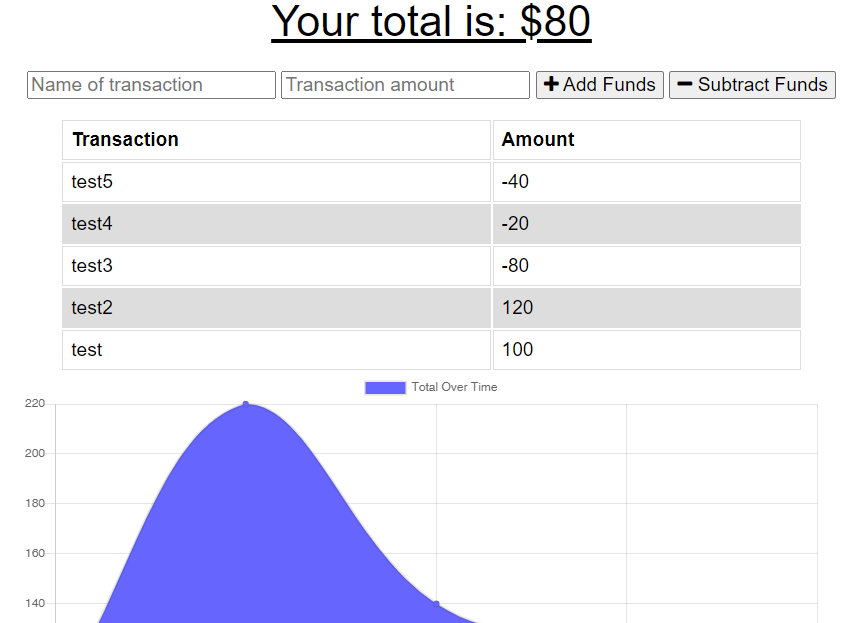 Your total is: $80
Name of transaction Transaction amount Add Funds Subtract Funds
Transaction Amount
test5 -40
test4 -20
test3 -80
test2 120
test 100
Total Over Time
220
200
180
160
140